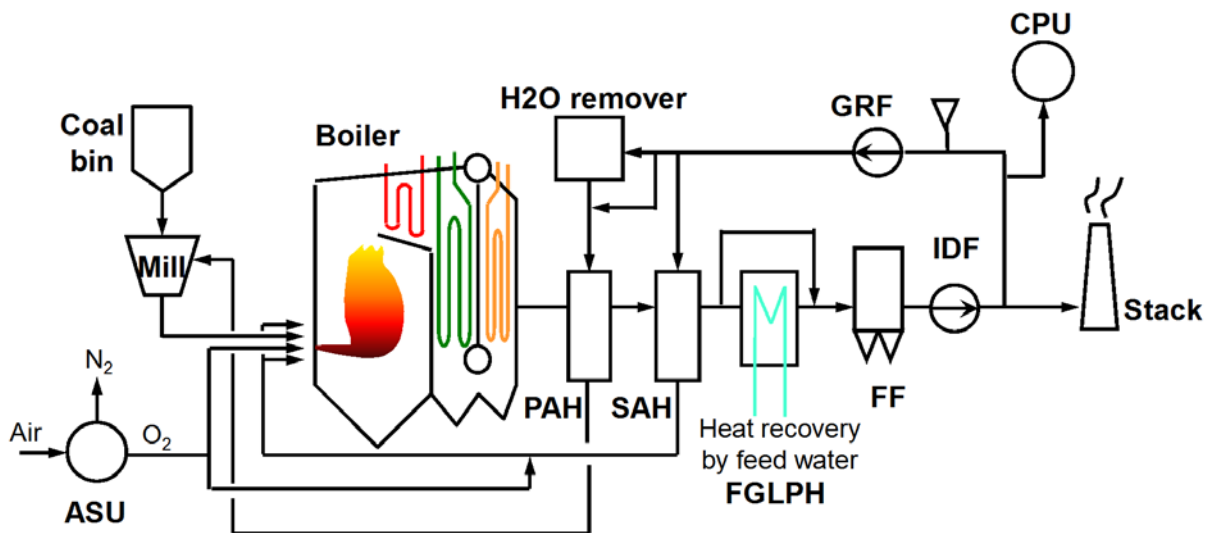 CPU
H2O remover
GRF
Coal
bin
Boiler
Mill
IDF
Stack
N2
PAH
SAH
FF
Air
O2
Heat recovery
by feed water
FGLPH
ASU